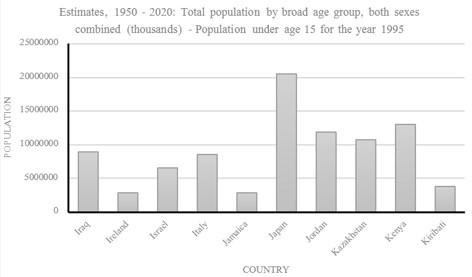 Estimates, 1950 - 2020: Total population by broad age group, both sexes
combined (thousands) - Population under age 15 for the year 1995
POPULATION
25000000
20000000
15000000
10000000
5000000
0
Iraq
Ireland
Israel
Italy
Jamaica
Japan
Jordan
Kazakhstan
Kenya
Kiribati
COUNTRY